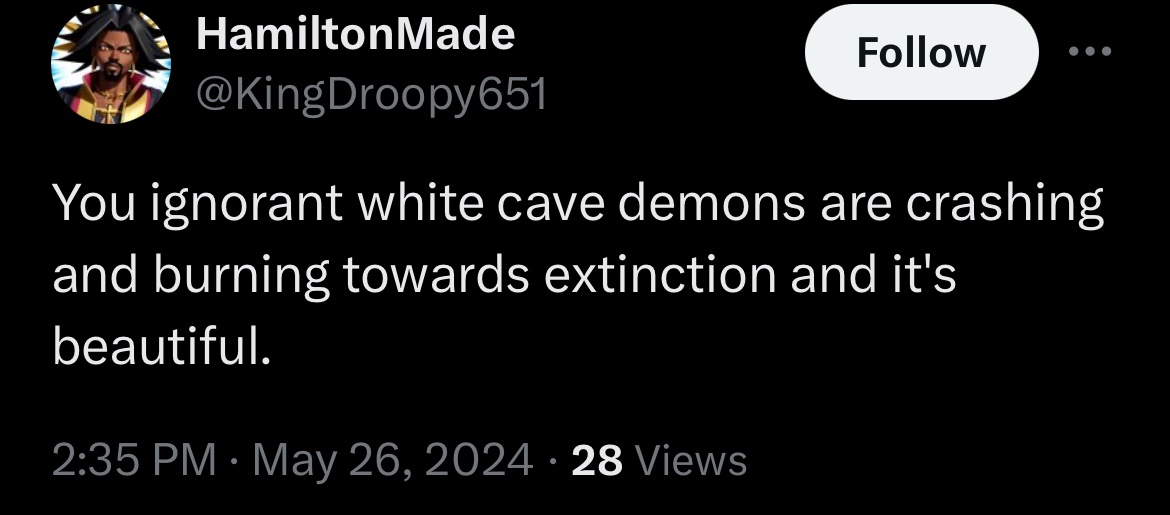 HamiltonMade
@KingDroopy651
Follow
You ignorant white cave demons are crashing
and burning towards extinction and it's
beautiful.
2:35 PM · May 26, 2024 · 28 Views